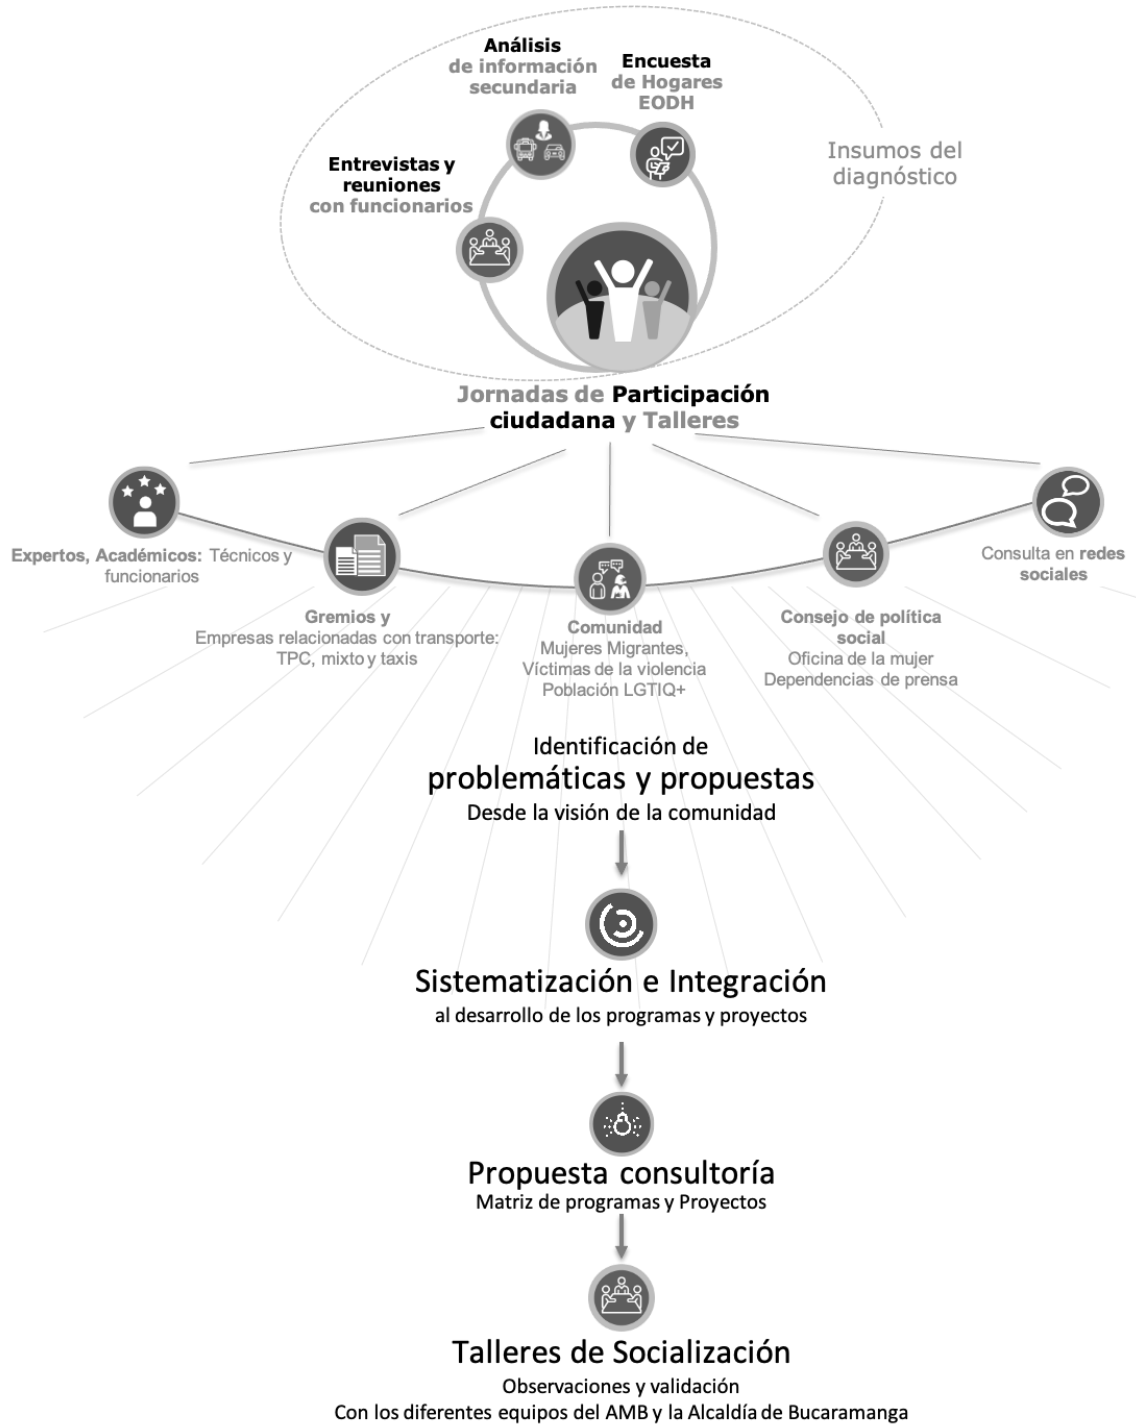 Análisis
de información
secundaria
Encuesta
de Hogares
EODH
Insumos del
diagnóstico
Entrevistas y
reuniones
con funcionarios
Jornadas de Participación
ciudadana y Talleres
Expertos, Académicos: Técnicos y
funcionarios
Gremios y
Empresas relacionadas con transporte:
TPC, mixto y taxis
Comunidad
Mujeres Migrantes,
Víctimas de la violencia
Población LGTIQ+
Consejo de política
social
Oficina de la mujer
Dependencias de prensa
Consulta en redes
sociales
Identificación de
problemáticas y propuestas
Desde la visión de la comunidad
Sistematización e Integración
al desarrollo de los programas y proyectos
Propuesta consultoría
Matriz de programas y Proyectos
Talleres de Socialización
Observaciones y validación
Con los diferentes equipos del AMB y la Alcaldía de Bucaramanga